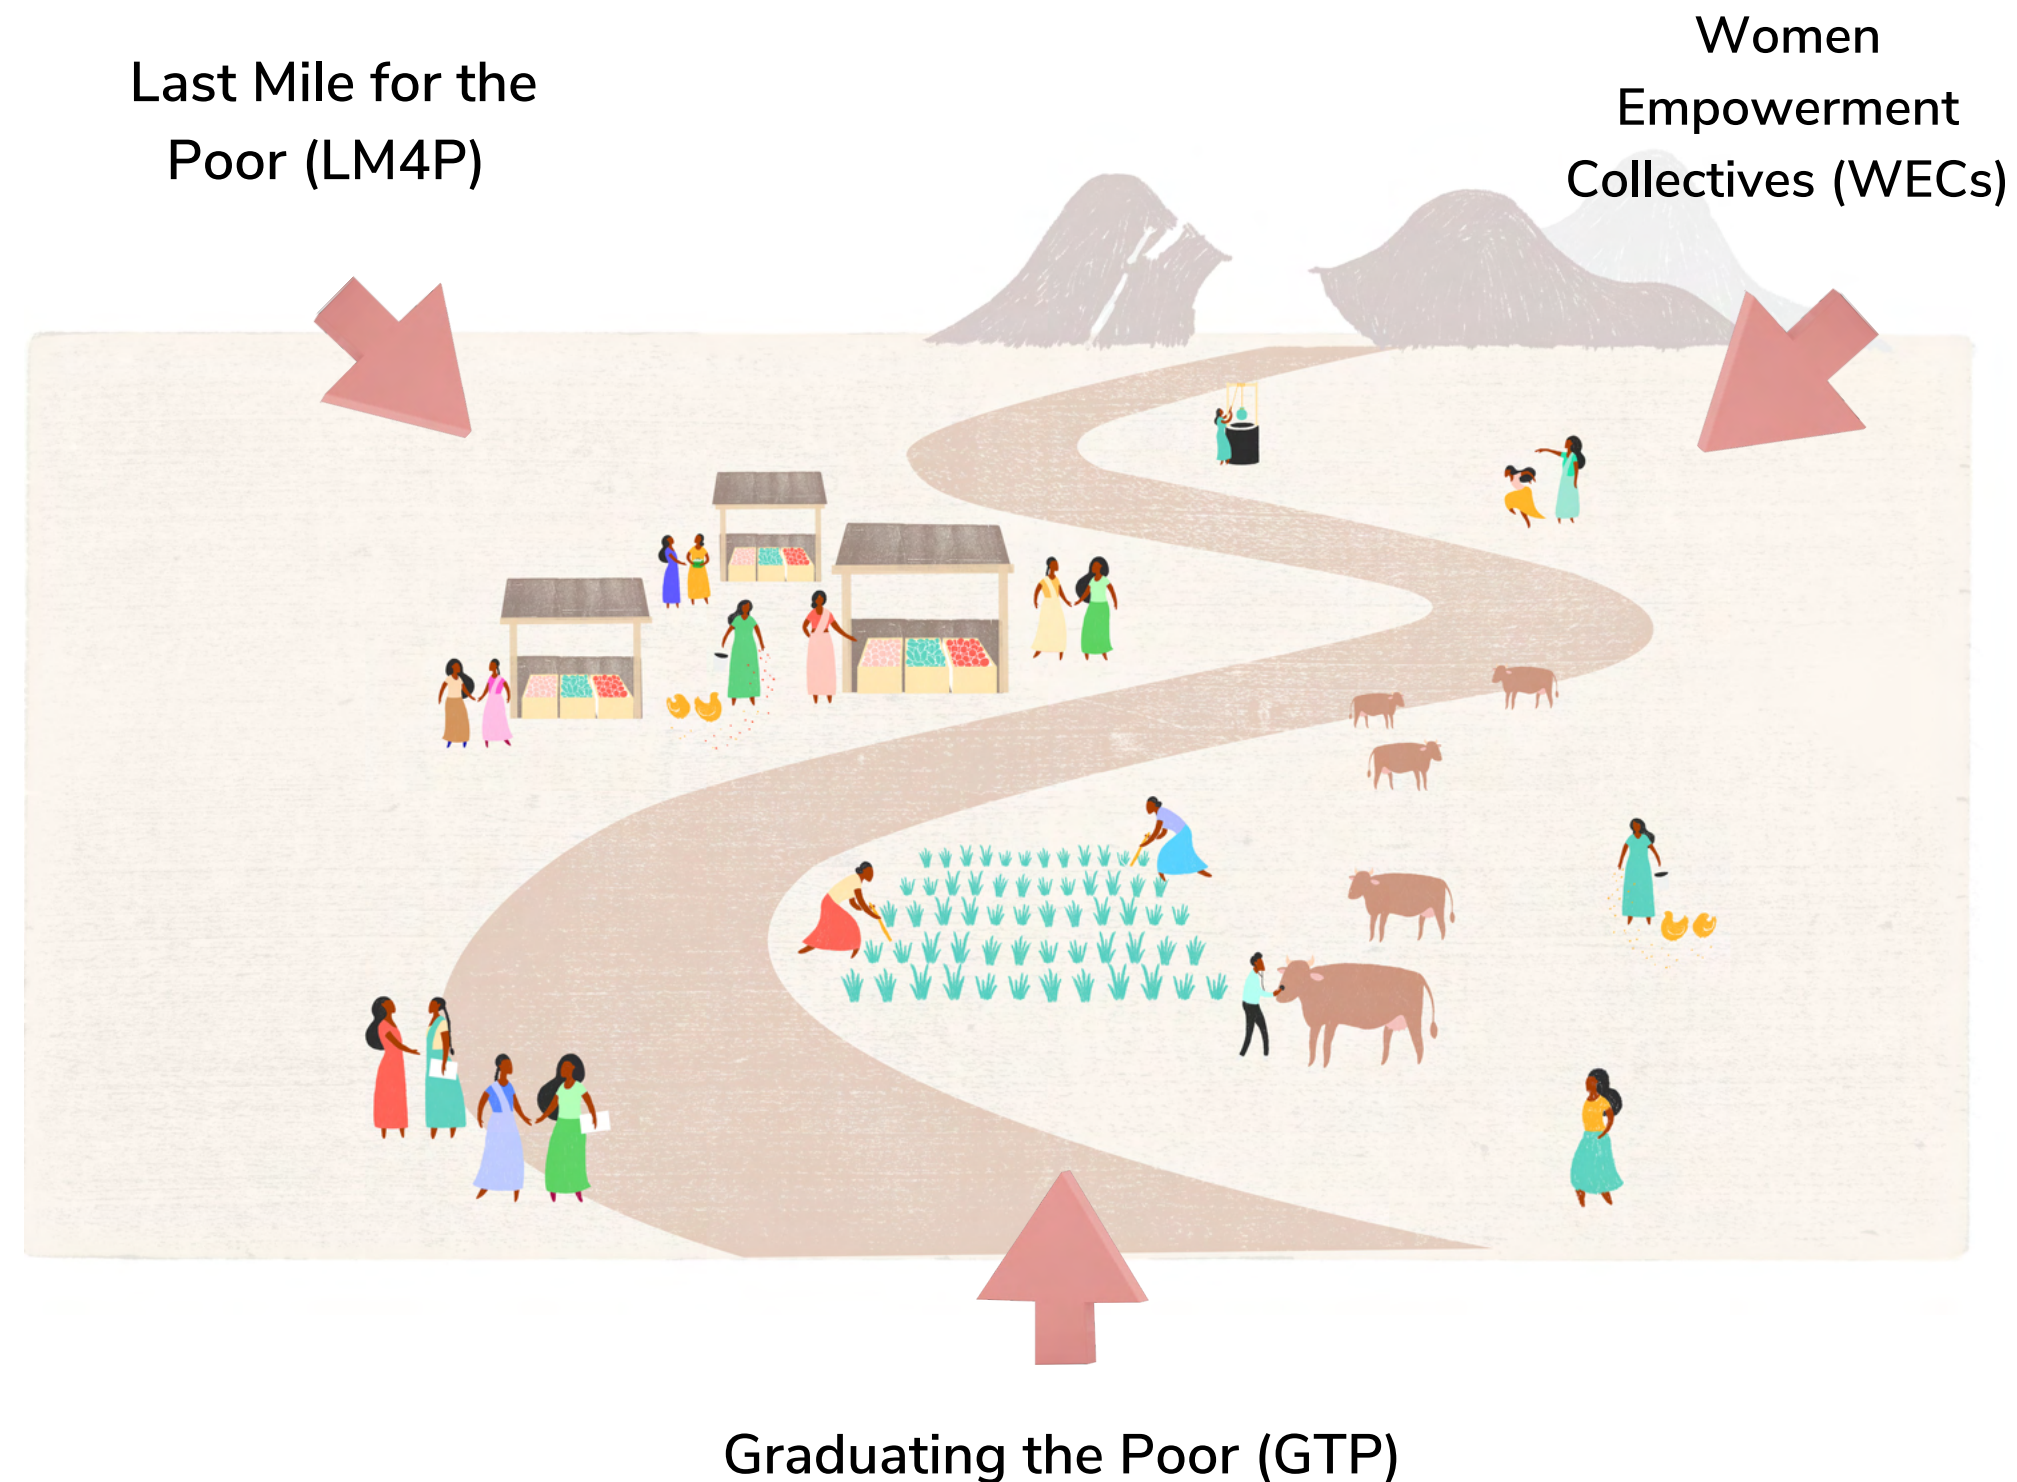 Last Mile for the
Poor (LM4P)
Women
Empowerment
Collectives (WECs)
Graduating the Poor (GTP)